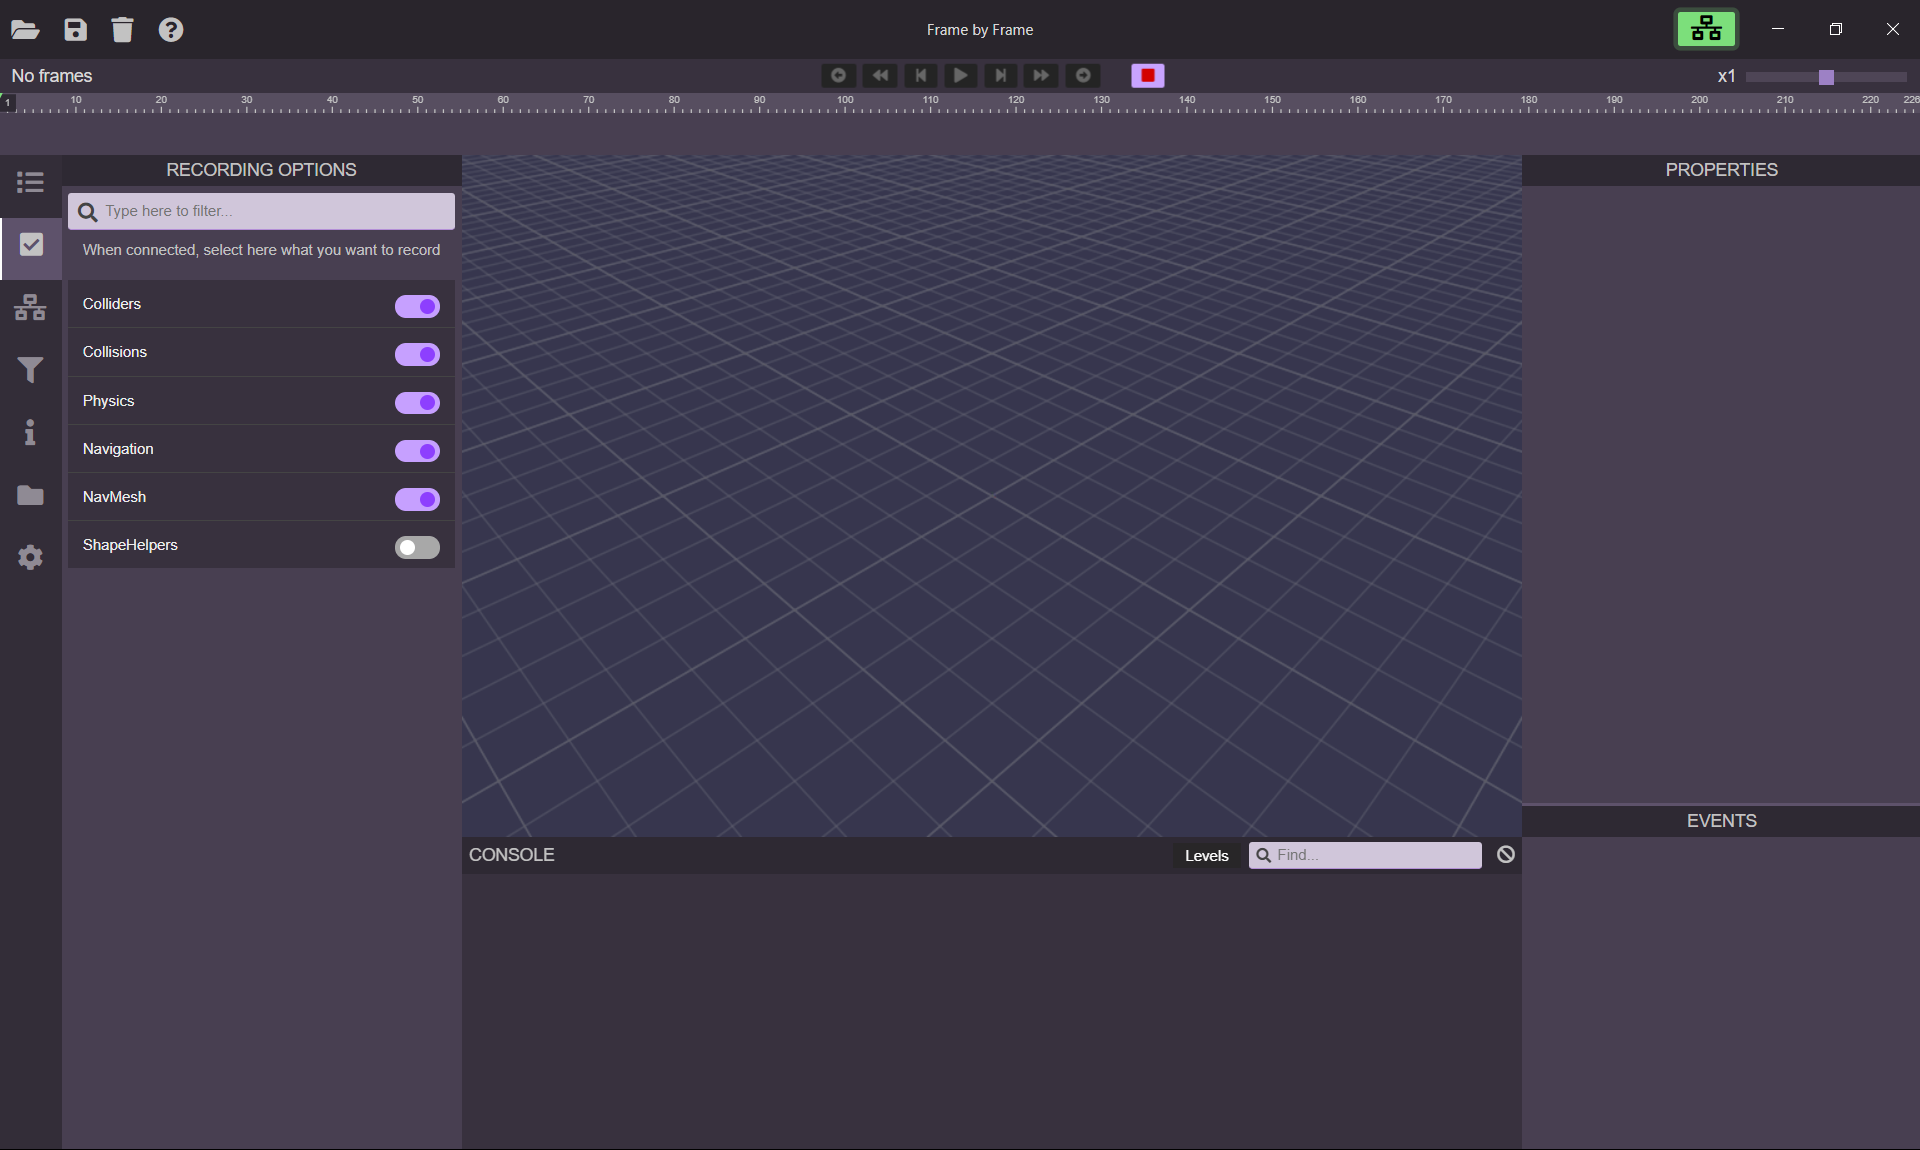 Frame by Frame
No frames
x1
1 10 20 30 40 50 60 70 80 90 100 110 120 130 140 150 160 170 180 190 200 210 220 226
RECORDING OPTIONS
Type here to filter...
When connected, select here what you want to record
Colliders
Collisions
Physics
Navigation
NavMesh
ShapeHelpers
PROPERTIES
EVENTS
CONSOLE
Levels
Find...